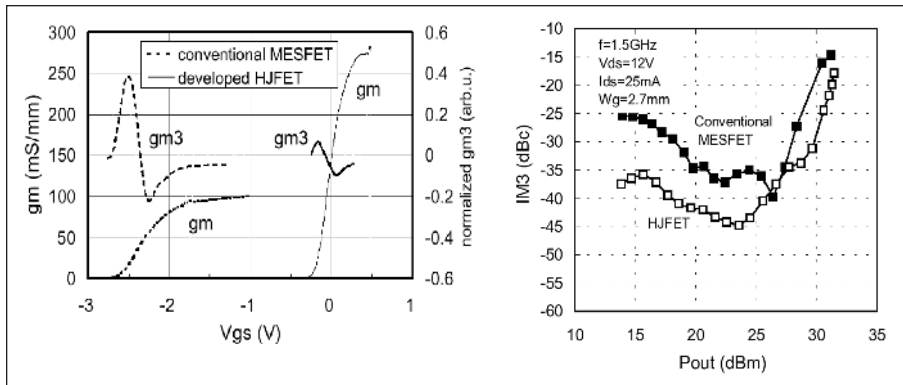 300
250
200
150
100
50
0
gm (mS/mm)
conventional MESFET
developed HJFET
gm3
gm
gm3
gm
0.6
0.4
0.2
0
-0.2
-0.4
-0.6
normalized gm3 (arb.u.)
-3
-2
-1
0
1
Vgs (V)
-10
-15
-20
-25
-30
-35
-40
-45
-50
-55
-60
IM3 (dBc)
f=1.5GHz
Vds=12V
Ids=25mA
Wg=2.7mm
Conventional
MESFET
HJFET
10
15
20
25
30
35
Pout (dBm)